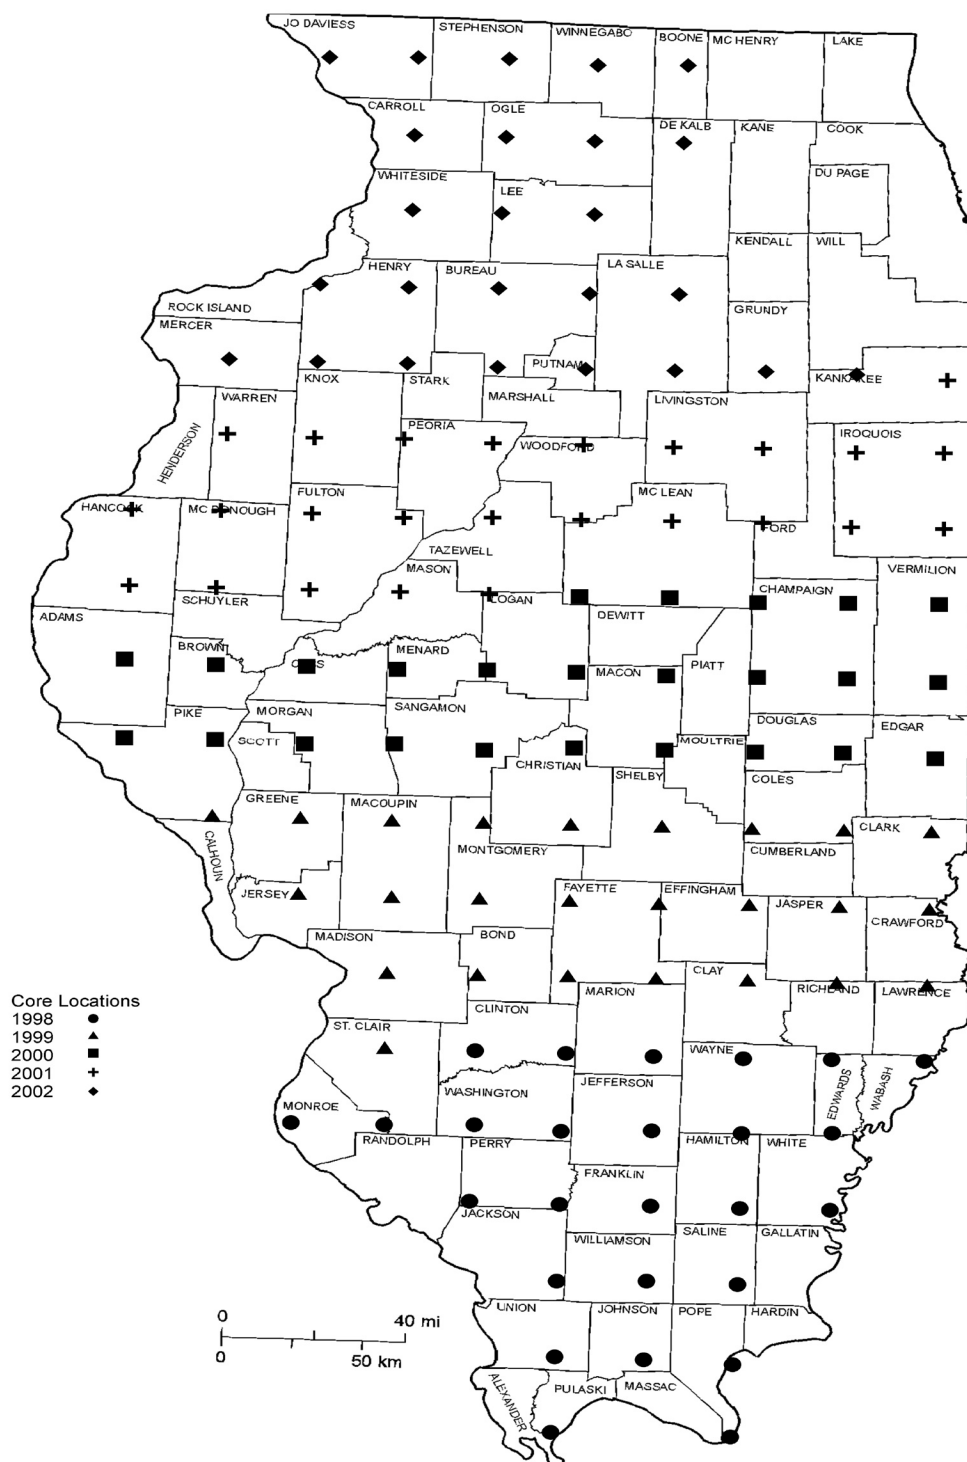 JO DAVIESS
STEPHENSON
WINNEGABO
BOONE
MC HENRY
LAKE
CARROLL
OGLE
DE KALB
KANE
COOK
WHITESIDE
LEE
DU PAGE
KENDALL
WILL
HENRY
BUREAU
LA SALLE
ROCK ISLAND
GRUNDY
MERCER
PUTNAM
KANKAKEE
KNOX
STARK
WARREN
MARSHALL
LIVINGSTON
HENDERSON
PEORIA
WOODFORD
IROQUOIS
FULTON
MC LEAN
HANCOCK
MC DONOUGH
FORD
TAZEWELL
MASON
VERMILION
SCHUYLER
LOGAN
CHAMPAIGN
ADAMS
DEWITT
BROWN
MENARD
CASS
MACON
PIATT
PIKE
MORGAN
SANGAMON
DOUGLAS
EDGAR
SCOTT
MOULTRIE
CHRISTIAN
SHELBY
COLES
GREENE
MACOUPIN
CLARK
CALHOUN
MONTGOMERY
CUMBERLAND
JERSEY
FAYETTE
EFFINGHAM
JASPER
CRAWFORD
MADISON
BOND
CLAY
MARION
RICHLAND
LAWRENCE
Core Locations
1998
1999
2000
2001
2002
CLINTON
ST. CLAIR
WAYNE
EDWARDS
WABASH
JEFFERSON
WASHINGTON
MONROE
RANDOLPH
PERRY
HAMILTON
WHITE
FRANKLIN
JACKSON
WILLIAMSON
SALINE
GALLATIN
UNION
JOHNSON
POPE
HARDIN
0
40 mi
0
50 km
ALEXANDER
PULASKI
MASSAC